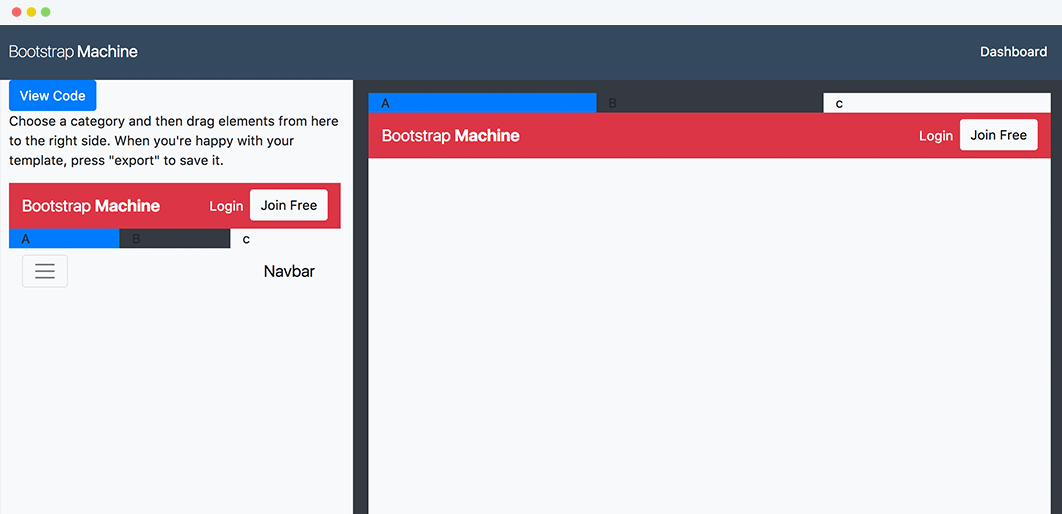 Bootstrap Machine
Dashboard
View Code
Choose a category and then drag elements from here
to the right side. When you're happy with your
template, press "export" to save it.
Bootstrap Machine Login Join Free
A B c
Navbar
A B c
Bootstrap Machine Login Join Free